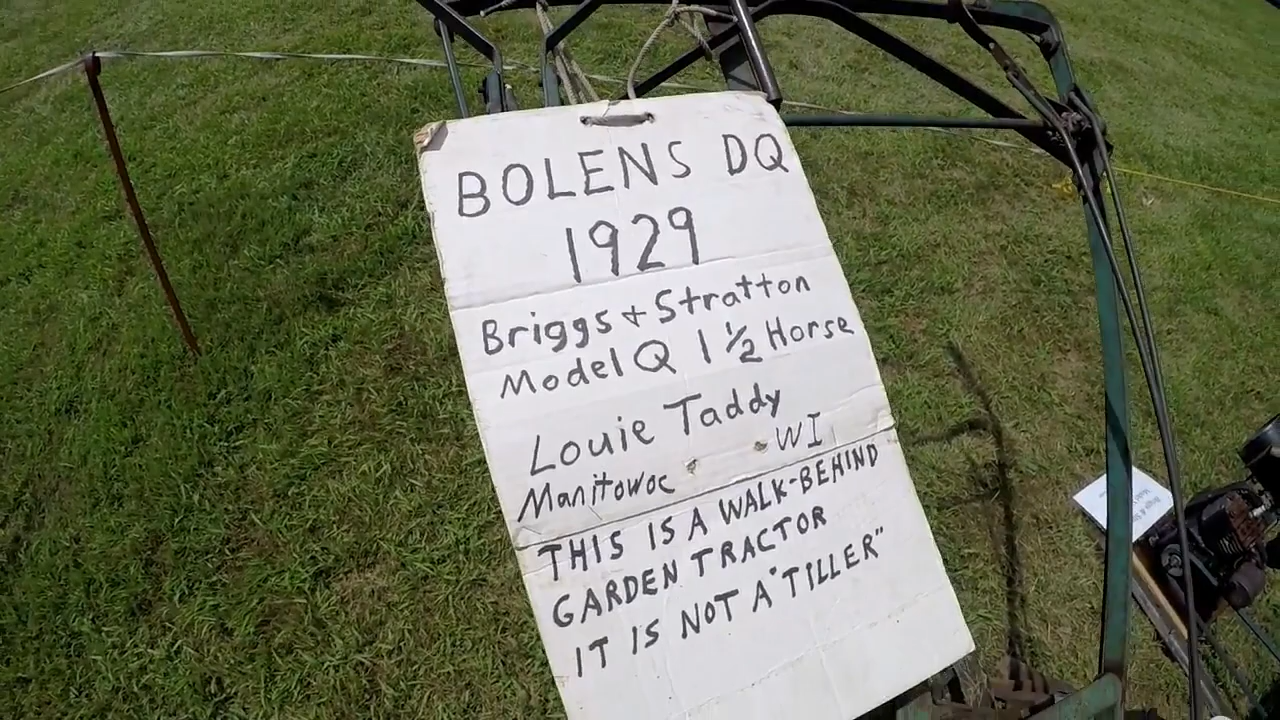 BOLENS DQ
1929
Briggs & Stratton
Model Q 1 1/2 Horse
Louie Taddy
Manitowoc WI
THIS IS A WALK-BEHIND
GARDEN TRACTOR
IT IS NOT A "TILLER"